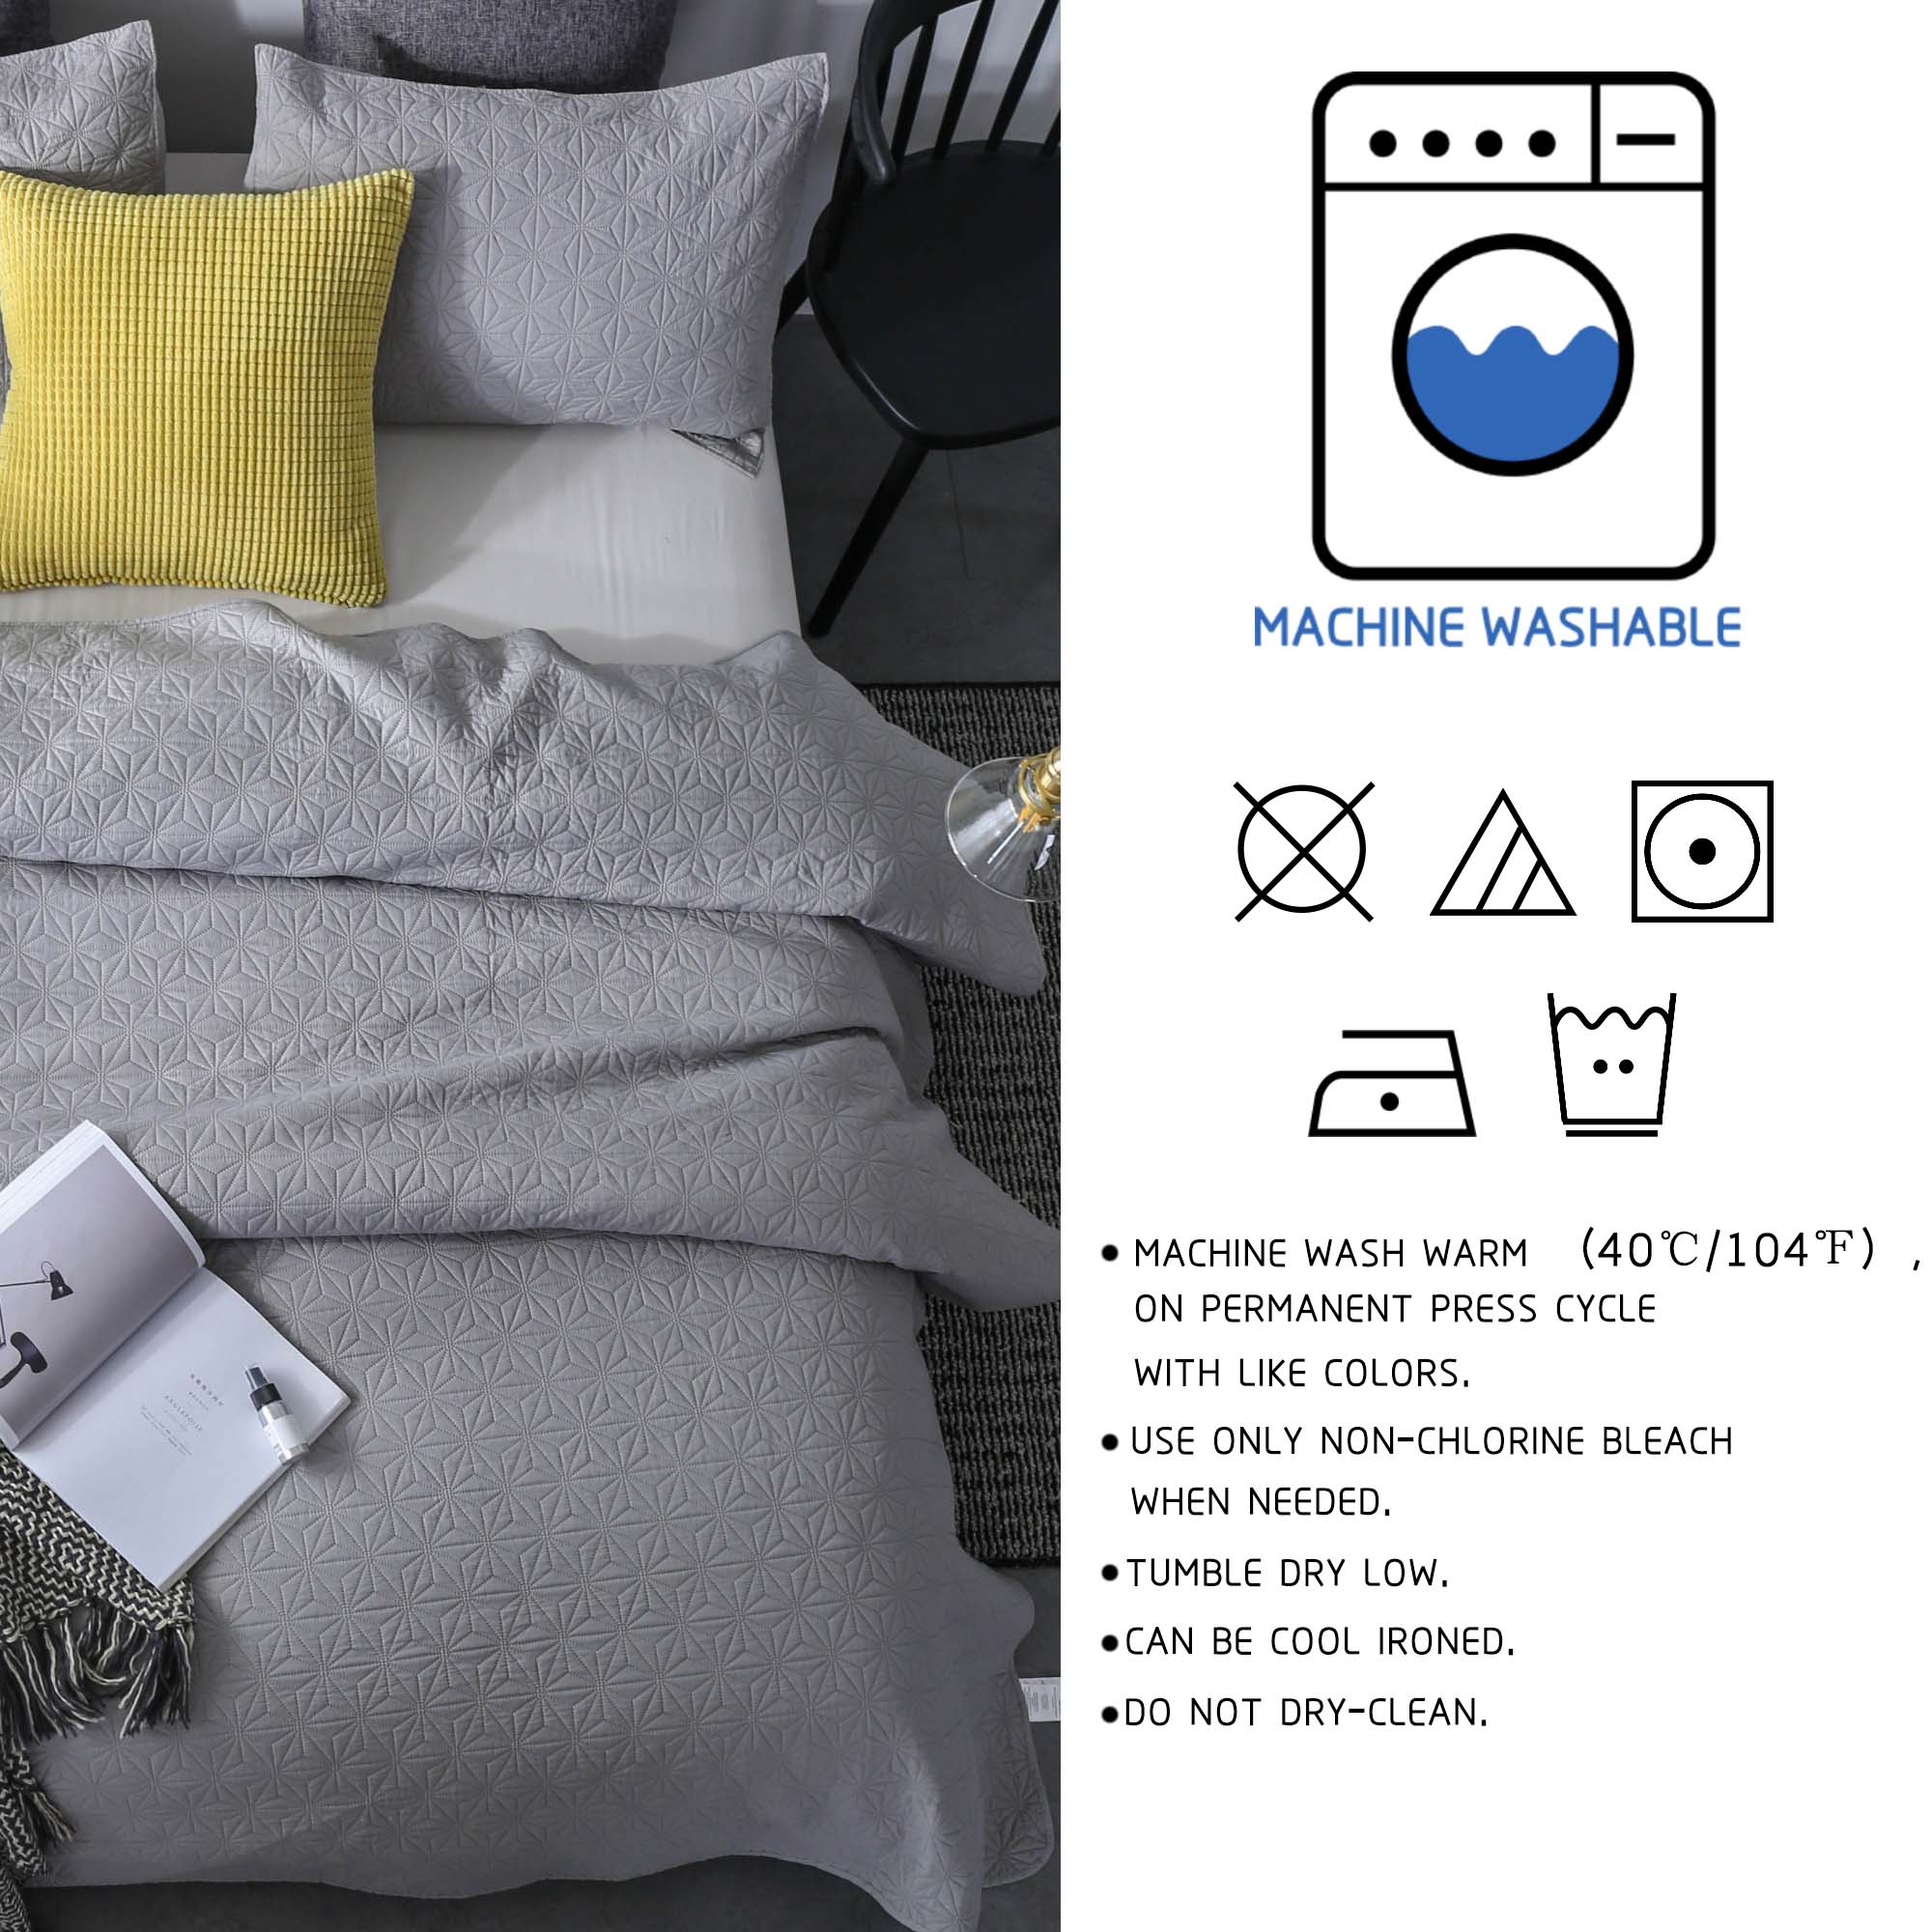 MACHINE WASHABLE
• MACHINE WASH WARM (40℃/104℉) ,
ON PERMANENT PRESS CYCLE
WITH LIKE COLORS.
• USE ONLY NON-CHLORINE BLEACH
WHEN NEEDED.
• TUMBLE DRY LOW.
• CAN BE COOL IRONED.
• DO NOT DRY-CLEAN.